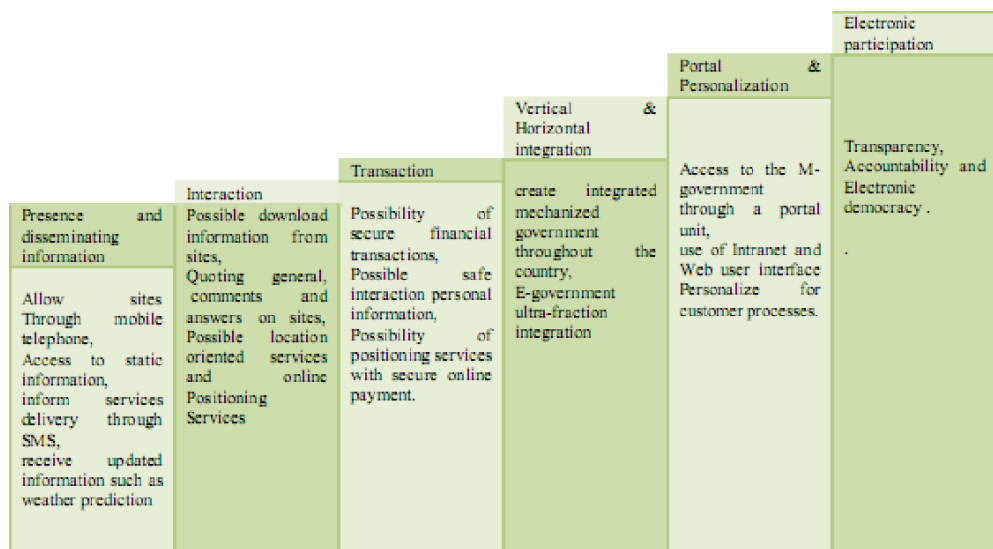 Presence and
disseminating
information
Allow sites
Through mobile
telephone,
Access to static
information,
inform services
delivery through
SMS,
receive updated
information such as
weather prediction
Interaction
Possible download
information from
sites,
Quoting general,
comments and
answers on sites,
Possible location
oriented services
and online
Positioning
Services
Transaction
Possibility of
secure financial
transactions,
Possible safe
interaction personal
information,
Possibility of
positioning services
with secure online
payment.
Vertical &
Horizontal
integration
create integrated
mechanized
government
throughout the
country,
E-government
ultra-fraction
integration
Portal &
Personalization
Access to the M-
government
through a portal
unit,
use of Intranet and
Web user interface
Personalize for
customer processes.
Electronic
participation
Transparency,
Accountability and
Electronic
democracy .
.